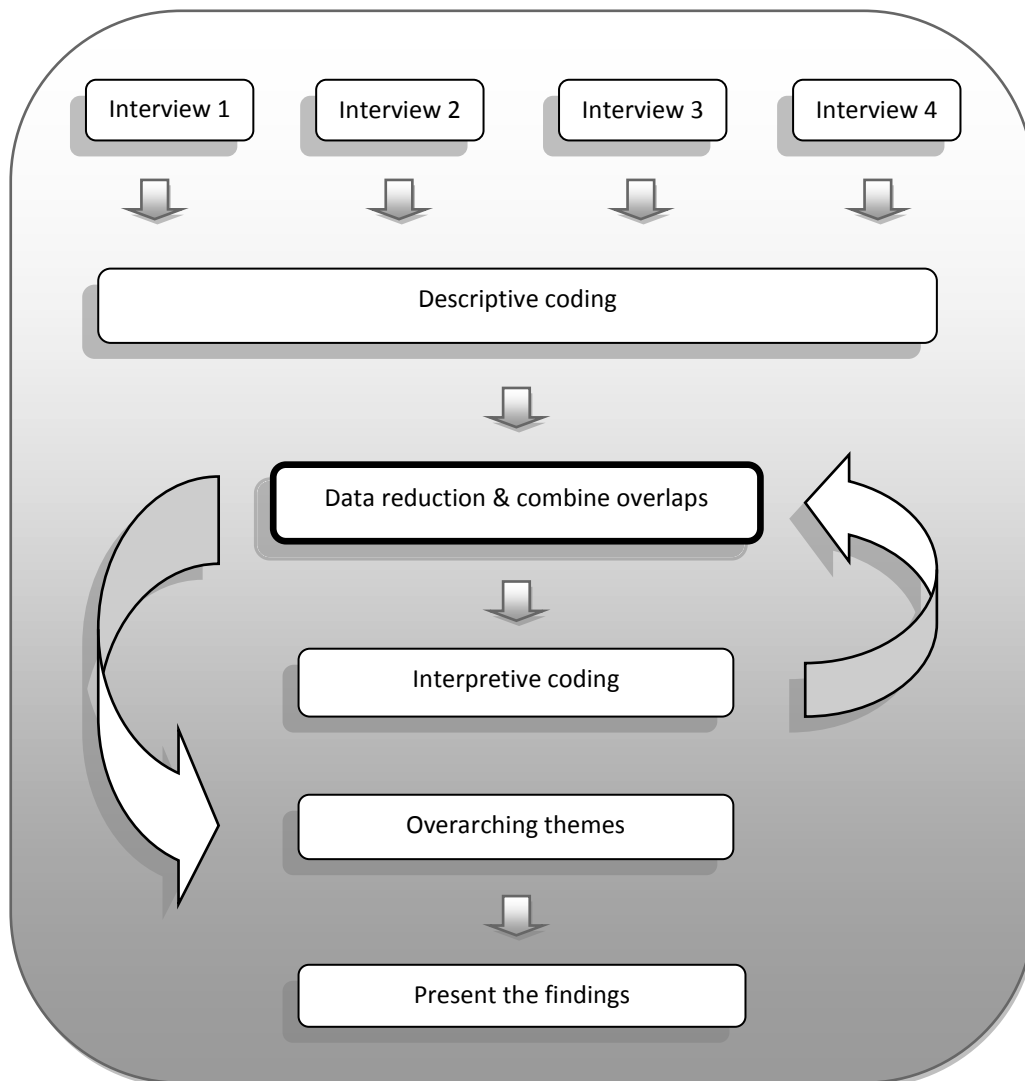 Interview 1
Interview 2
Interview 3
Interview 4
Descriptive coding
Data reduction & combine overlaps
Interpretive coding
Overarching themes
Present the findings